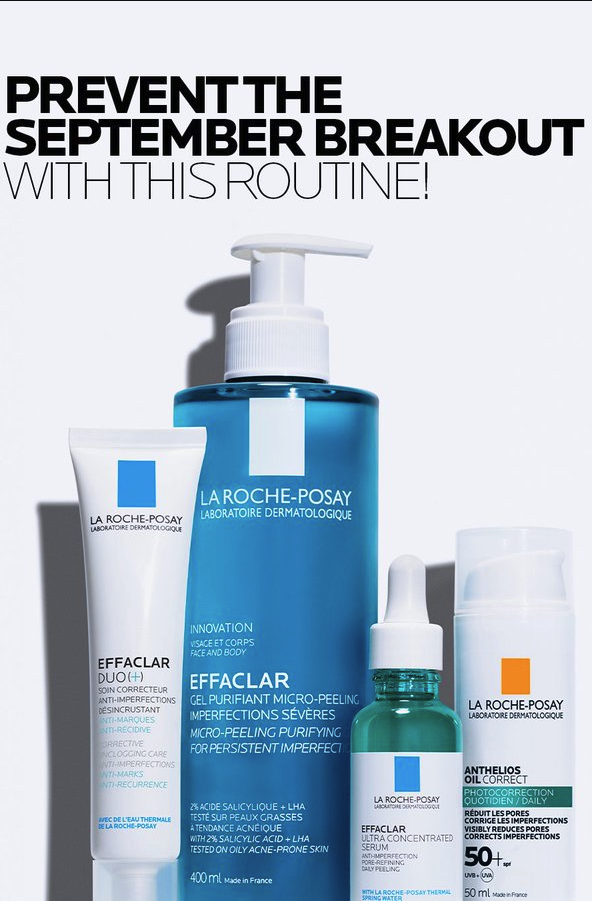 PREVENT THE
SEPTEMBER BREAKOUT
WITH THIS ROUTINE!
LA ROCHE-POSAY
LABORATOIRE DERMATOLOGIQUE
EFFACLAR
DUO(+)
SOIN CORRECTEUR
ANTI-IMPERFECTIONS
DÉSINCRUSTANT
ANTI-MARQUES
ANTI-RÉCIDIVE
CORRECTIVE
UNCLOGGING CARE
ANTI-IMPERFECTIONS
ANTI-MARKS
ANTI-RECURRENCE
AVEC DE L'EAU THERMALE
DE LA ROCHE-POSAY
LA ROCHE-POSAY
LABORATOIRE DERMATOLOGIQUE
INNOVATION
VISAGE ET CORPS
FACE AND BODY
EFFACLAR
GEL PURIFIANT MICRO-PEELING
IMPERFECTIONS SÉVÈRES
MICRO-PEELING PURIFYING
FOR PERSISTENT IMPERFECTIO
2% ACIDE SALICYLIQUE + LHA
TESTÉ SUR PEAUX GRASSES
À TENDANCE ACNÉIQUE
WITH 2% SALICYLIC ACID + LHA
TESTED ON OILY ACNE-PRONE SKIN
400 ml Made in France
LA ROCHE-POSAY
LABORATOIRE DERMATOLOGIQUE
EFFACLAR
ULTRA CONCENTRATED
SERUM
ANTI-IMPERFECTION
PORE-REFINING
DAILY PEELING
WITH LA ROCHE-POSAY THERMAL
SPRING WATER
LA ROCHE-POSAY
LABORATOIRE DERMATOLOGIQUE
ANTHELIOS
OIL CORRECT
PHOTOCORRECTION
QUOTIDIEN / DAILY
RÉDUIT LES PORES
CORRIGE LES IMPERFECTIONS
VISIBLY REDUCES PORES
CORRECTS IMPERFECTIONS
50+ spf
UVB + UVA
50 ml Made in France